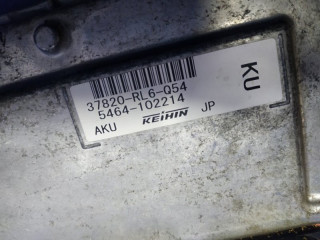 37820-RL6-Q54
5464-102214
AKU KEIHIN JP
KU